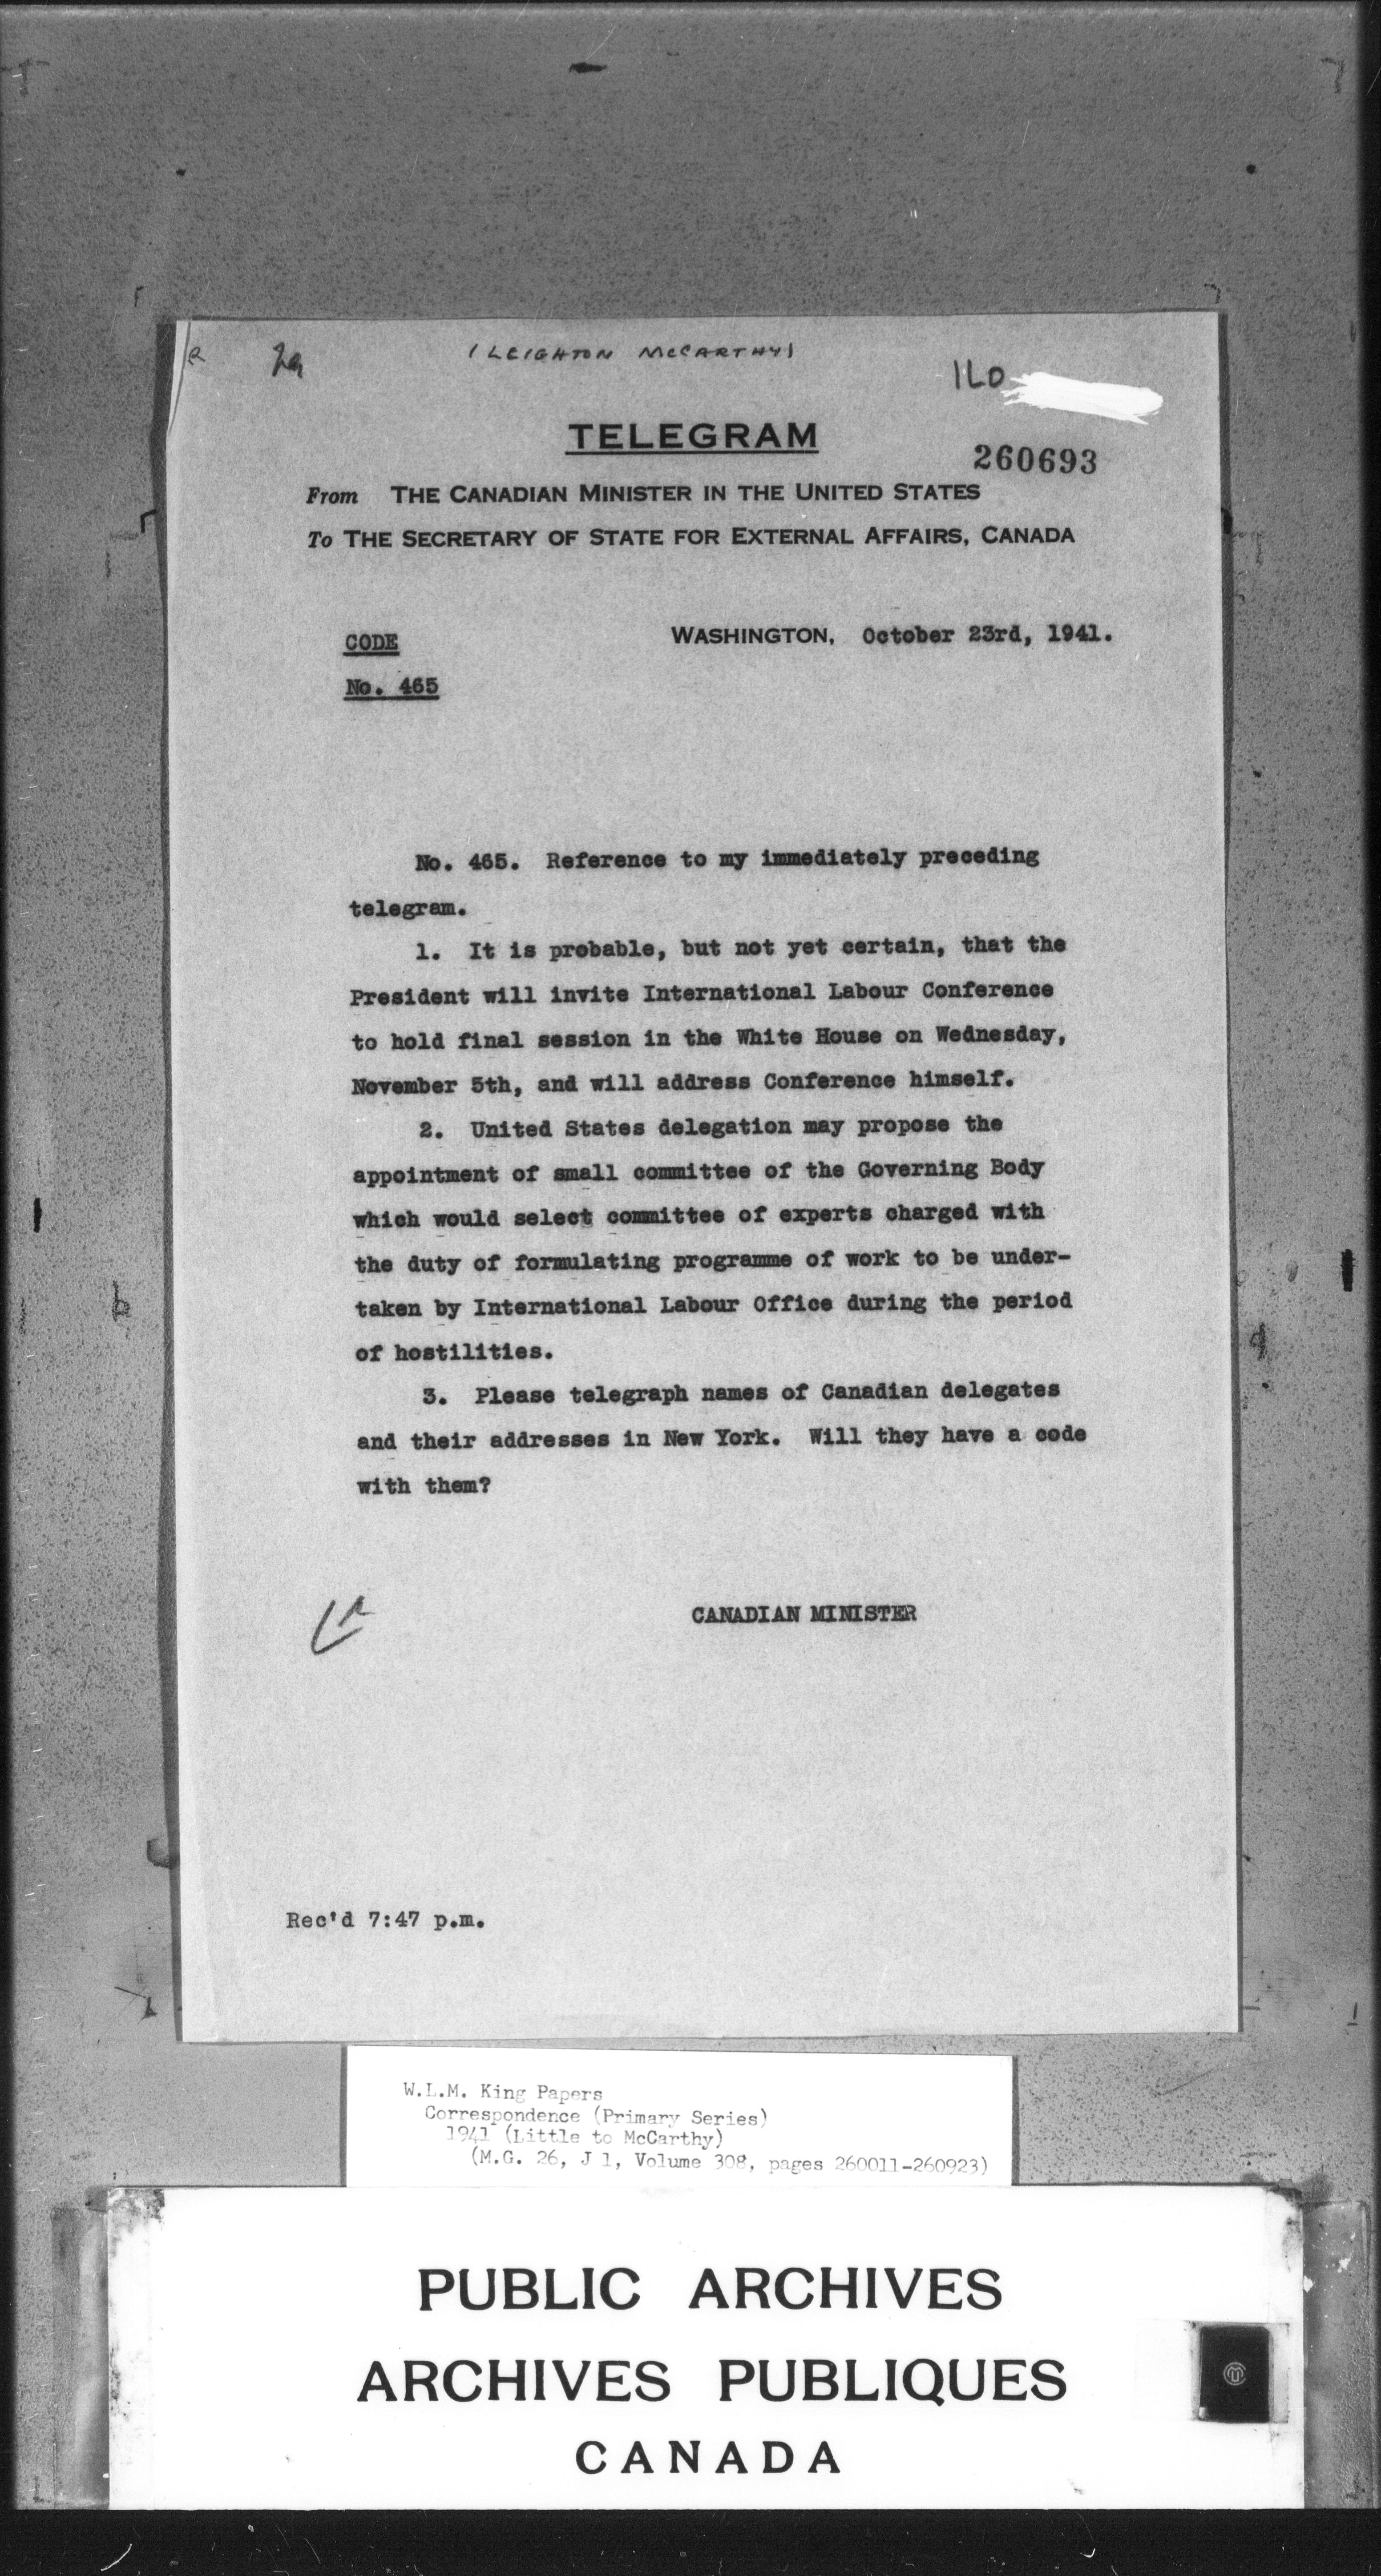 (LEIGHTON McCARTHY)
ILO
TELEGRAM
260693
From THE CANADIAN MINISTER IN THE UNITED STATES
To THE SECRETARY OF STATE FOR EXTERNAL AFFAIRS, CANADA
CODE
WASHINGTON, October 23rd, 1941.
No. 465
No. 465. Reference to my immediately preceding
telegram.
1. It is probable, but not yet certain, that the
President will invite International Labour Conference
to hold final session in the White House on Wednesday,
November 5th, and will address Conference himself.
2. United States delegation may propose the
appointment of small committee of the Governing Body
which would select committee of experts charged with
the duty of formulating programme of work to be under-
taken by International Labour Office during the period
of hostilities.
3. Please telegraph names of Canadian delegates
and their addresses in New York. Will they have a code
with them?
CANADIAN MINISTER
Rec'd 7:47 p.m.
W.L.M. King Papers
Correspondence (Primary Series)
1941 (Little to McCarthy)
(M.G. 26, J 1, Volume 308, pages 260011-260923)
PUBLIC ARCHIVES
ARCHIVES PUBLIQUES
CANADA